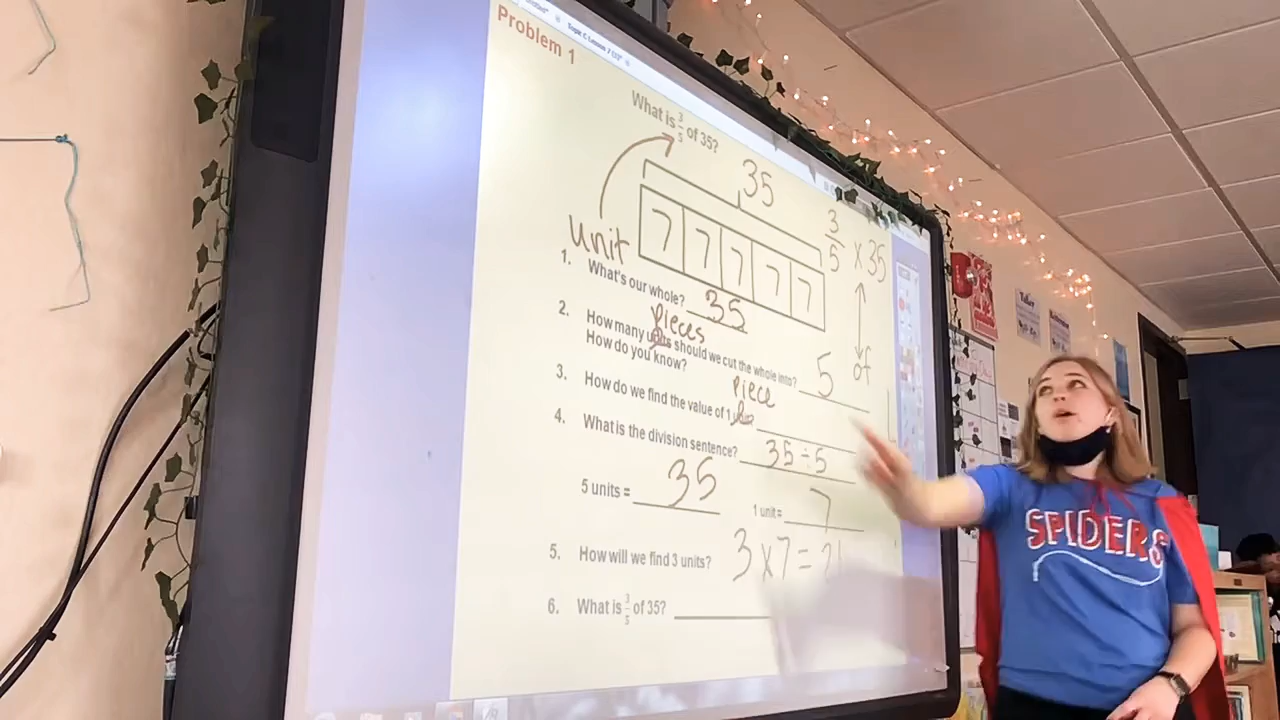 Problem 1
What is 3/5 of 35?
35
unit
7 7 7 7 7
3/5 x 35
of
1. What's our whole? 35
pieces
2. How many should we cut the whole into? 5
How do you know?
piece
3. How do we find the value of 1
4. What is the division sentence? 35 ÷ 5
5 units = 35
1 unit = 7
5. How will we find 3 units? 3 x 7 = 21
6. What is 3/5 of 35?
SPIDERS